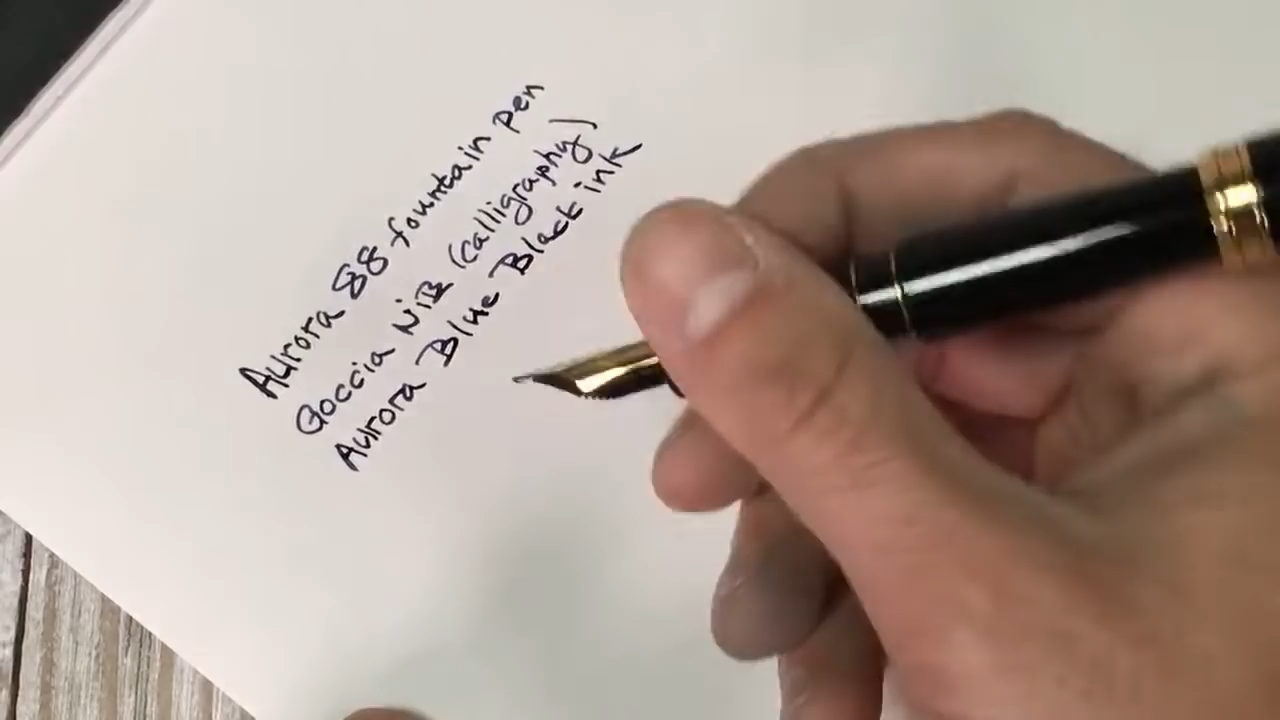 Aurora 88 fountain pen
Goccia NiB (calligraphy)
Aurora Blue Black ink